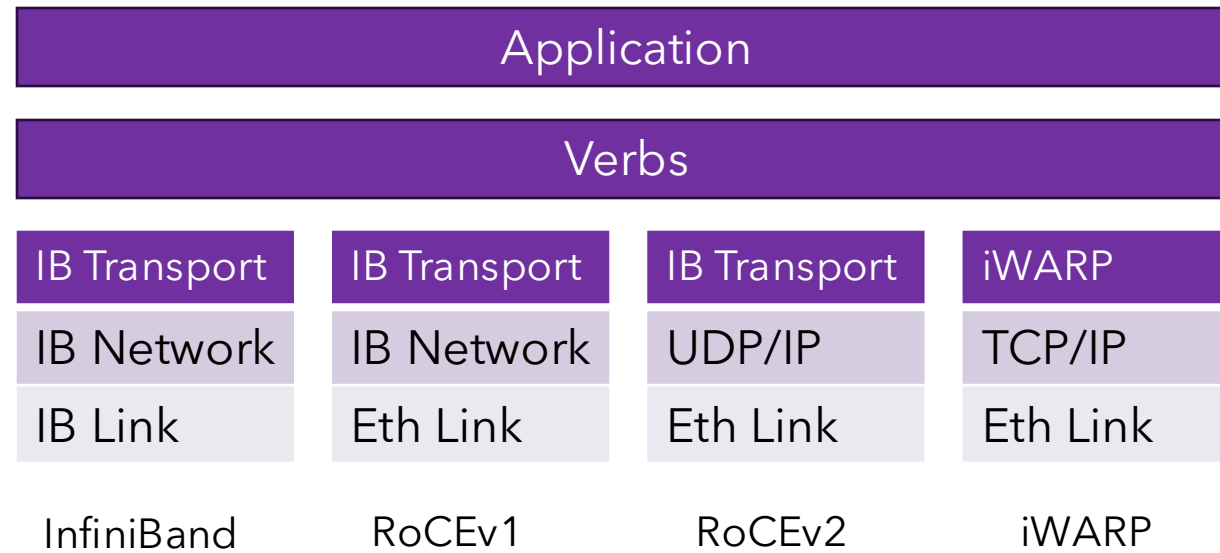 Application
Verbs
IB Transport IB Transport IB Transport iWARP
IB Network IB Network UDP/IP TCP/IP
IB Link Eth Link Eth Link Eth Link
InfiniBand RoCEv1 RoCEv2 iWARP